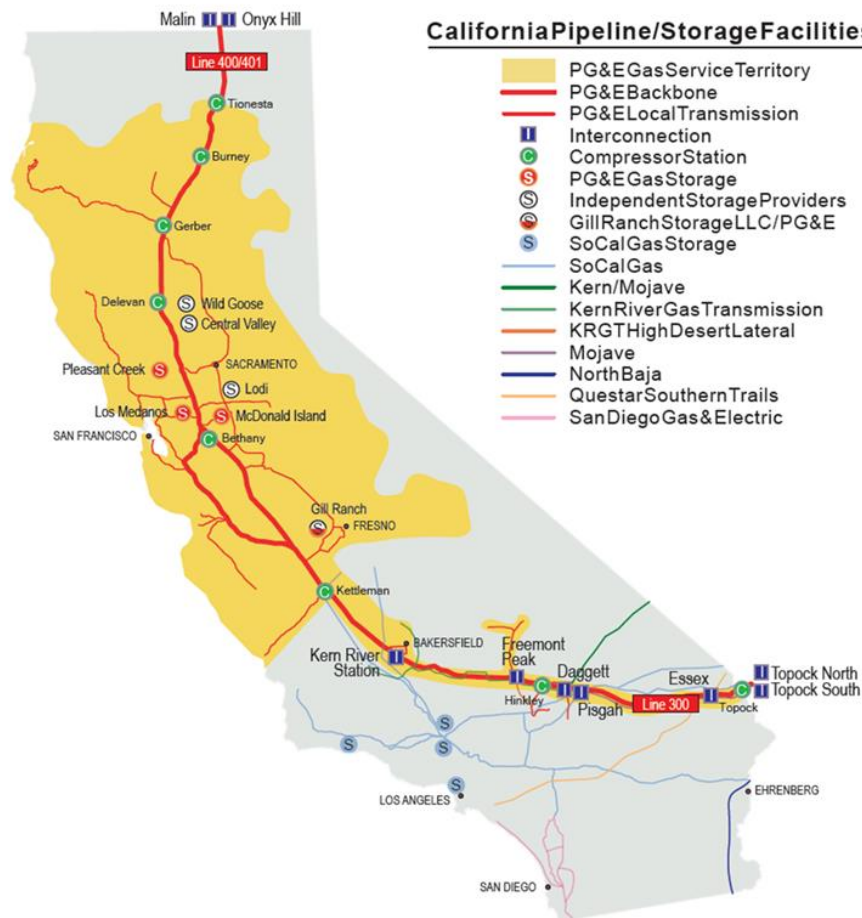 Malin Onyx Hill
CaliforniaPipeline/StorageFacilities
Line 400/401
PG&EGasServiceTerritory
PG&EBackbone
PG&ELocalTransmission
I Interconnection
C CompressorStation
S PG&EGasStorage
S IndependentStorageProviders
S GillRanchStorageLLC/PG&E
S SoCalGasStorage
SoCalGas
Kern/Mojave
KernRiverGasTransmission
KRGTHighDesertLateral
Mojave
NorthBaja
QuestarSouthernTrails
SanDiegoGas&Electric
Tionesta
Burney
Gerber
Delevan
Wild Goose
Central Valley
Pleasant Creek
SACRAMENTO
Lodi
Los Medanos
McDonald Island
SAN FRANCISCO
Bethany
Gill Ranch
FRESNO
Kettleman
BAKERSFIELD
Kern River
Station
Freemont
Peak
Hinkley
Daggett
Pisgah
Line 300
Essex
Topock
Topock North
Topock South
LOS ANGELES
EHRENBERG
SAN DIEGO